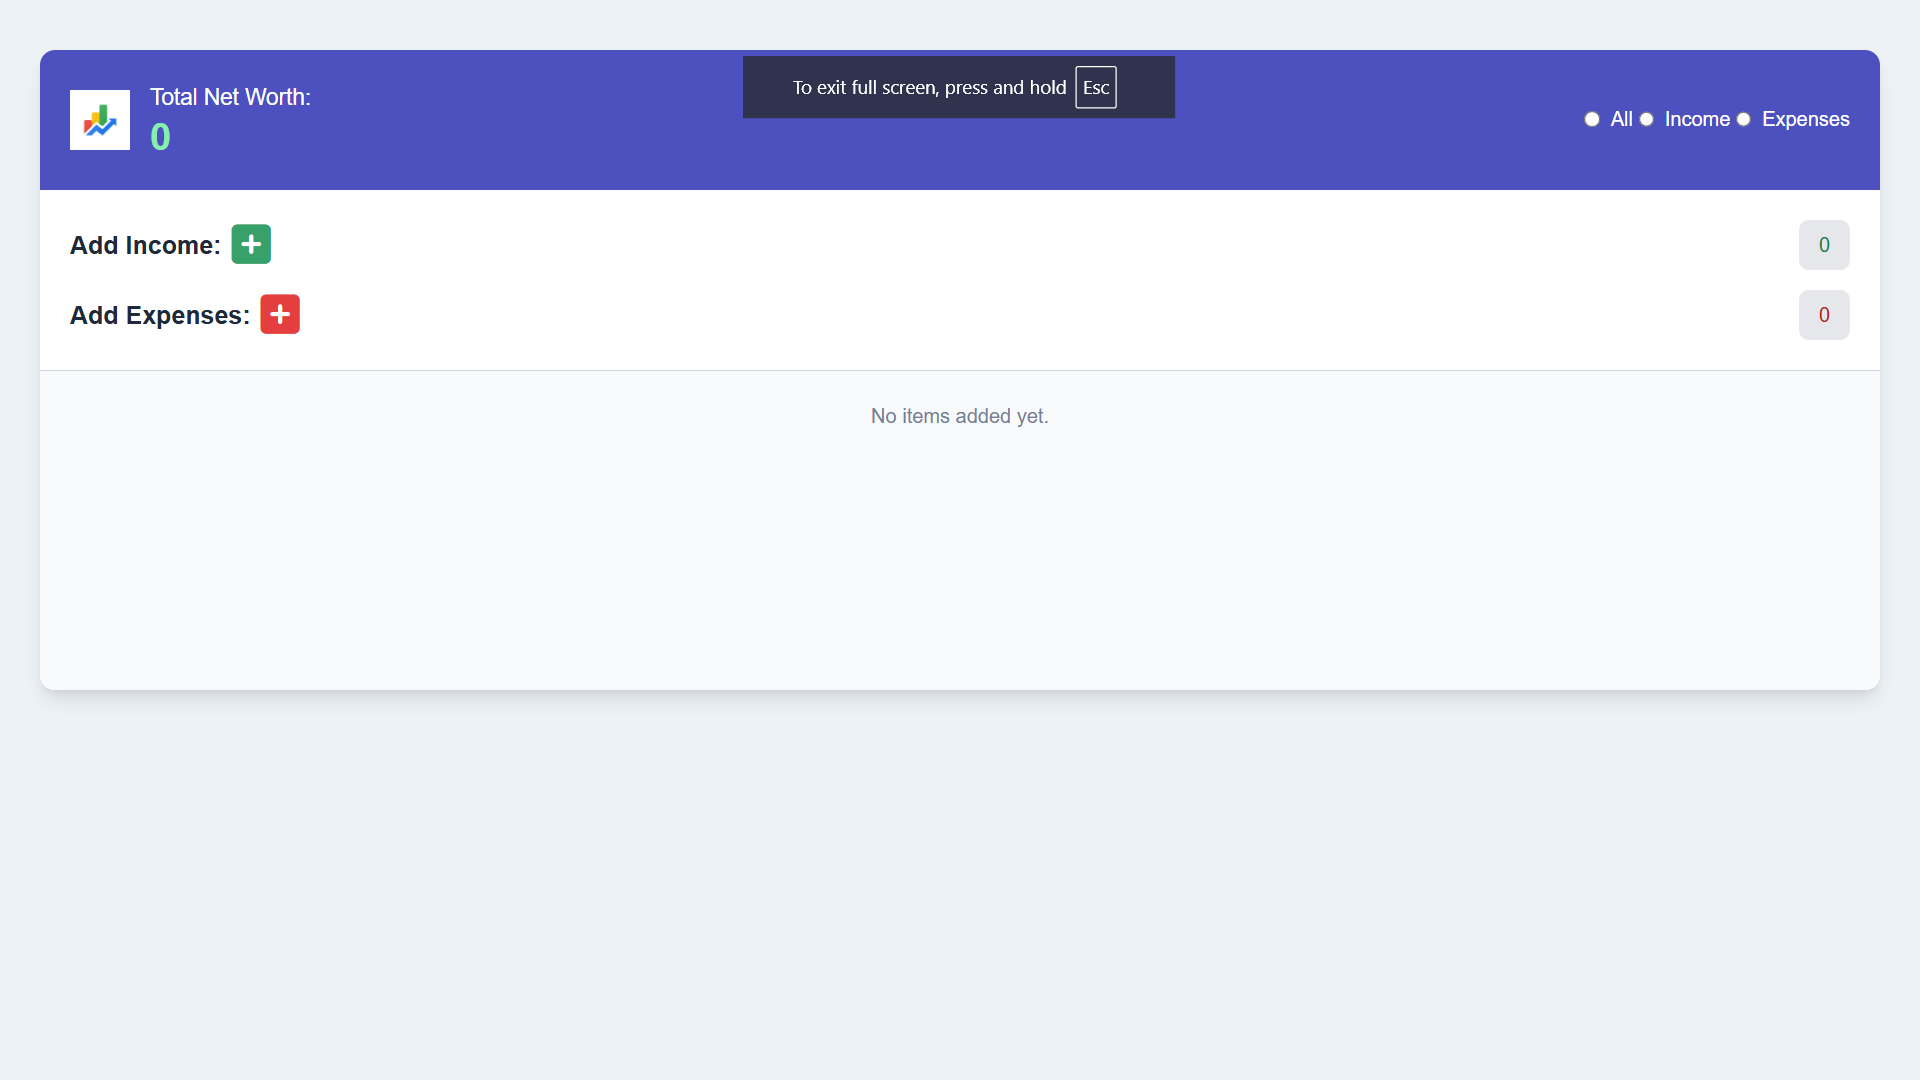 Total Net Worth:
0
To exit full screen, press and hold Esc
All Income Expenses
Add Income:
0
Add Expenses:
0
No items added yet.